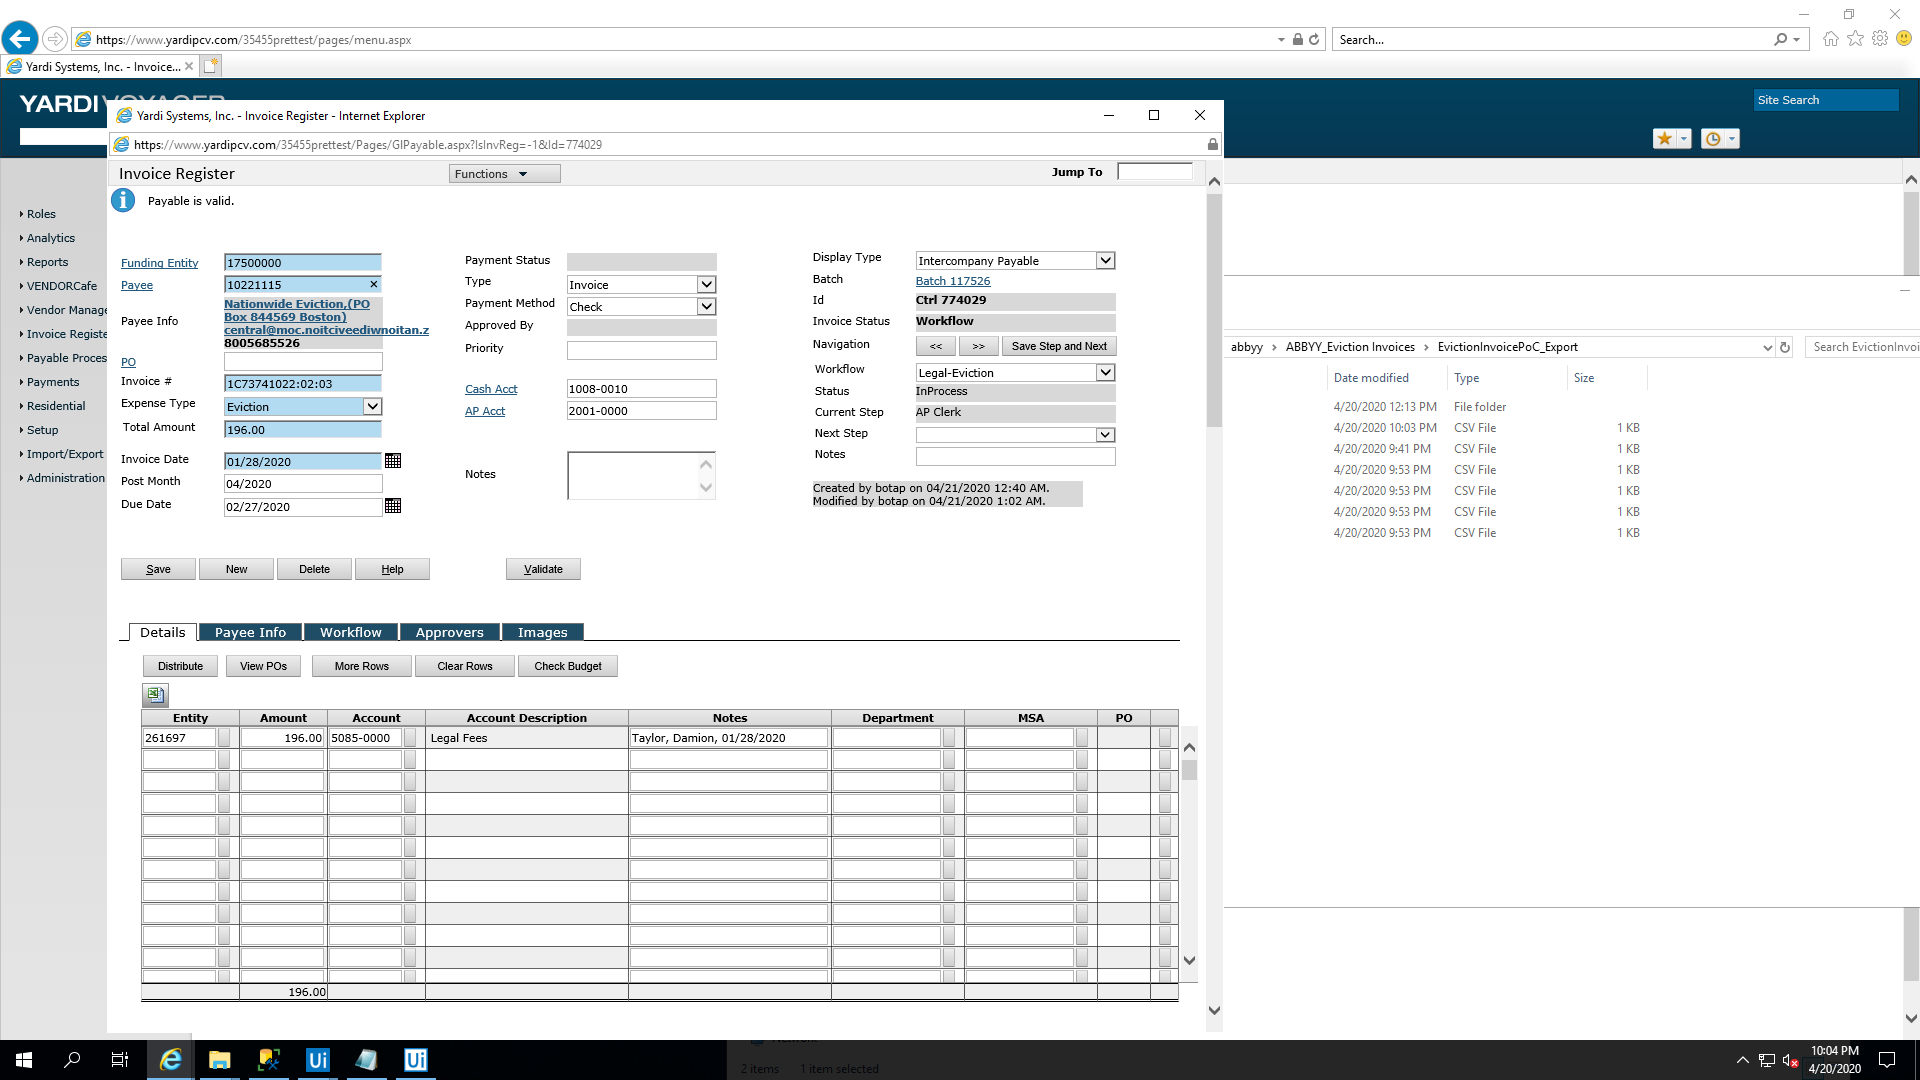 https://www.yardipcv.com/35455prettest/pages/menu.aspx
Search...
Yardi Systems, Inc. - Invoice...
YARDI VOYAGER
Site Search
Yardi Systems, Inc. - Invoice Register - Internet Explorer
https://www.yardipcv.com/35455prettest/Pages/GlPayable.aspx?IsInvReg=-1&Id=774029
Invoice Register
Functions
Jump To
Payable is valid.
Roles
Analytics
Reports
VENDORCafe
Vendor Manage
Invoice Registe
Payable Proces
Payments
Residential
Setup
Import/Export
Administration
Funding Entity 17500000
Payee 10221115
Payee Info
Nationwide Eviction,(PO
Box 844569 Boston)
central@moc.noitciveediwnoitan.z
8005685526
PO
Invoice # 1C73741022:02:03
Expense Type Eviction
Total Amount 196.00
Invoice Date 01/28/2020
Post Month 04/2020
Due Date 02/27/2020
Payment Status
Type Invoice
Payment Method Check
Approved By
Priority
Cash Acct 1008-0010
AP Acct 2001-0000
Notes
Display Type Intercompany Payable
Batch Batch 117526
Id Ctrl 774029
Invoice Status Workflow
Navigation << >> Save Step and Next
Workflow Legal-Eviction
Status InProcess
Current Step AP Clerk
Next Step
Notes
Created by botap on 04/21/2020 12:40 AM.
Modified by botap on 04/21/2020 1:02 AM.
Save New Delete Help Validate
Details Payee Info Workflow Approvers Images
Distribute View POs More Rows Clear Rows Check Budget
Entity Amount Account Account Description Notes Department MSA PO
261697 196.00 5085-0000 Legal Fees Taylor, Damion, 01/28/2020
196.00
abbyy ABBYY_Eviction Invoices EvictionInvoicePoC_Export
Search EvictionInvoi
Date modified Type Size
4/20/2020 12:13 PM File folder
4/20/2020 10:03 PM CSV File 1 KB
4/20/2020 9:41 PM CSV File 1 KB
4/20/2020 9:53 PM CSV File 1 KB
4/20/2020 9:53 PM CSV File 1 KB
4/20/2020 9:53 PM CSV File 1 KB
4/20/2020 9:53 PM CSV File 1 KB
2 items 1 item selected
Ui
Ui
10:04 PM
4/20/2020